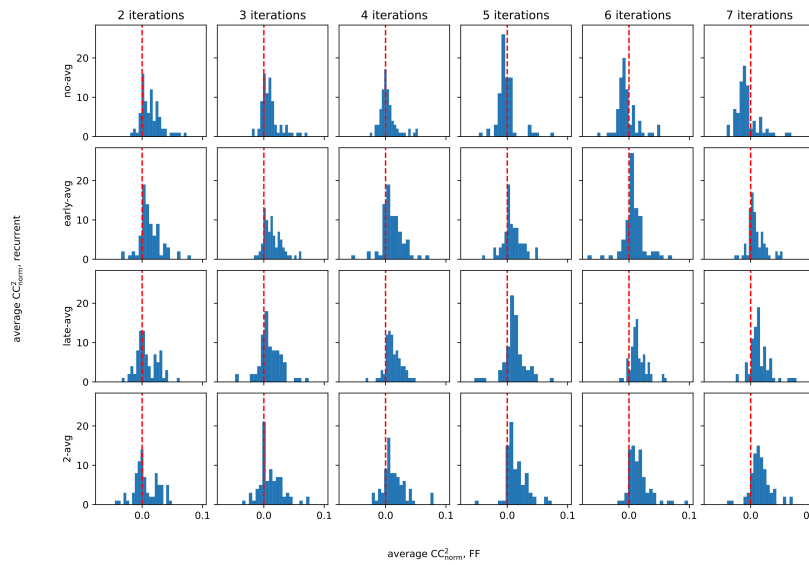 2 iterations 3 iterations 4 iterations 5 iterations 6 iterations 7 iterations
no-avg
20
10
0
early-avg
20
10
0
late-avg
20
10
0
2-avg
20
10
0
0.0 0.1 0.0 0.1 0.0 0.1 0.0 0.1 0.0 0.1 0.0
average CC²norm, recurrent
average CC²norm, FF